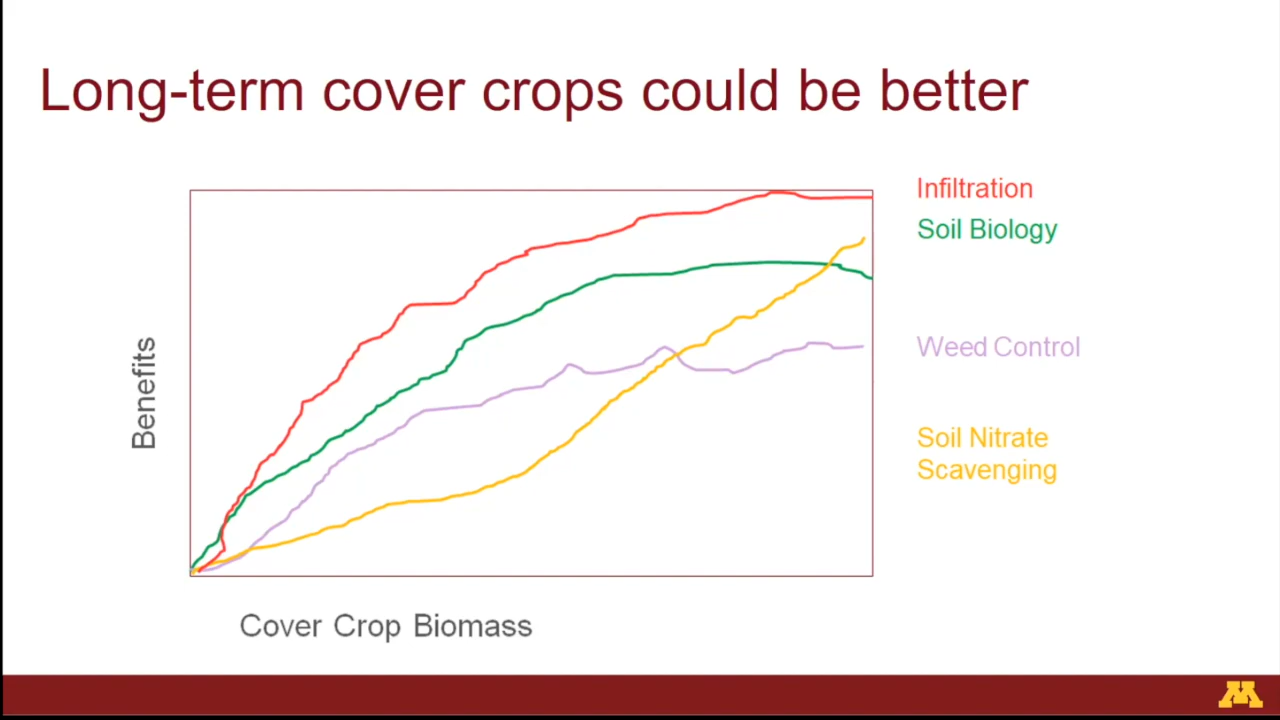 Long-term cover crops could be better
Infiltration
Soil Biology
Weed Control
Soil Nitrate
Scavenging
Benefits
Cover Crop Biomass
M